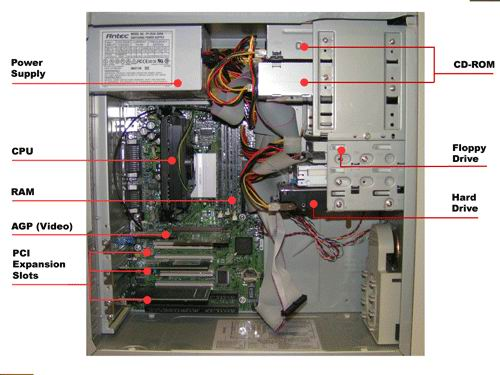 Antec
Power
Supply
CD-ROM
CPU
Floppy
Drive
RAM
Hard
Drive
AGP (Video)
PCI
Expansion
Slots